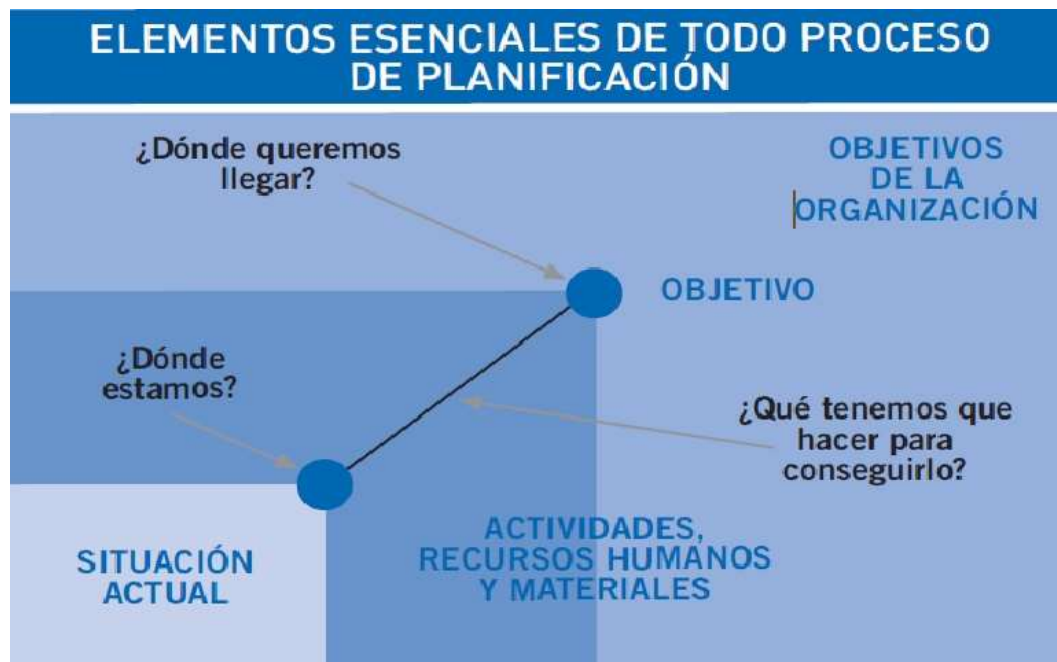 ELEMENTOS ESENCIALES DE TODO PROCESO
DE PLANIFICACIÓN
¿Dónde queremos
llegar?
OBJETIVOS
DE LA
ORGANIZACIÓN
OBJETIVO
¿Dónde
estamos?
¿Qué tenemos que
hacer para
conseguirlo?
SITUACIÓN
ACTUAL
ACTIVIDADES,
RECURSOS HUMANOS
Y MATERIALES